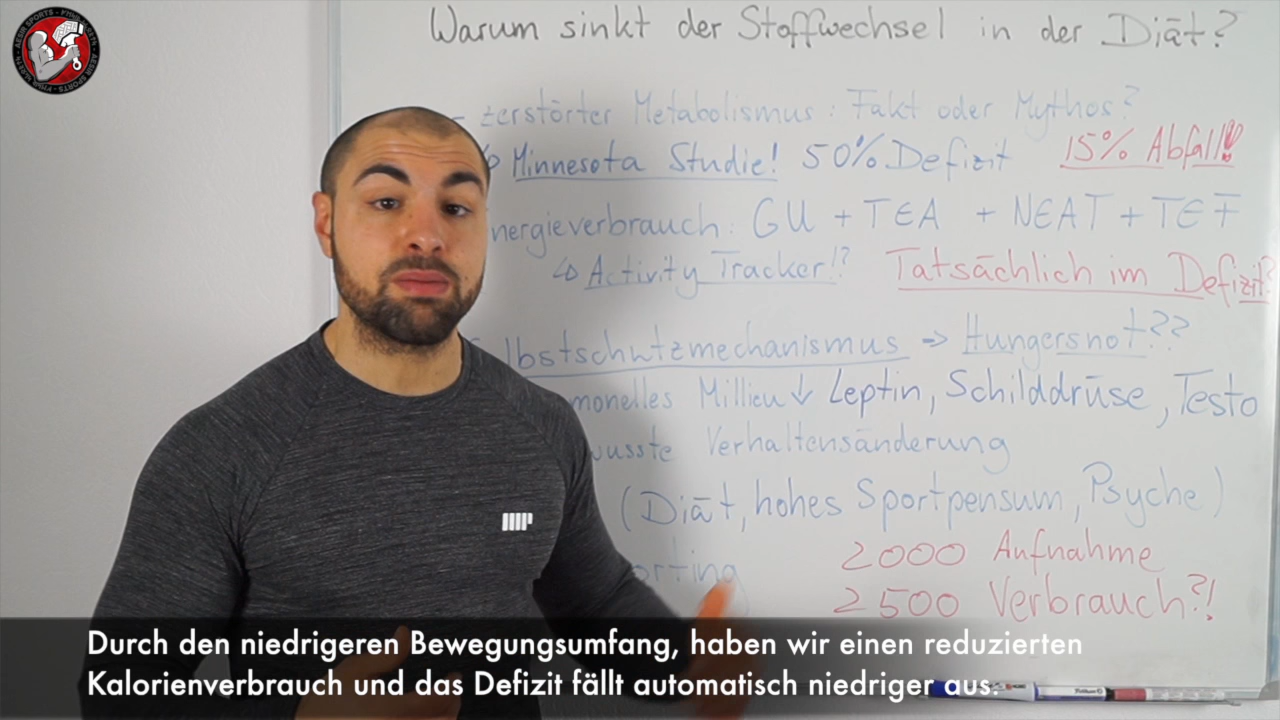 AESIR SPORTS
Warum sinkt der Stoffwechsel in der Diät?
- zerstörter Metabolismus: Fakt oder Mythos?
↳ Minnesota Studie! 50% Defizit 15% Abfall!!
nergieverbrauch: GU + TEA + NEAT + TEF
↳ Activity Tracker!? Tatsächlich im Defizit?
lbstschutzmechanismus → Hungersnot??
monelles Millieu ↓ Leptin, Schilddrüse, Testo
wusste Verhaltensänderung
(Diät, hohes Sportpensum, Psyche)
orting 2000 Aufnahme
2500 Verbrauch?!
Durch den niedrigeren Bewegungsumfang, haben wir einen reduzierten
Kalorienverbrauch und das Defizit fällt automatisch niedriger aus.